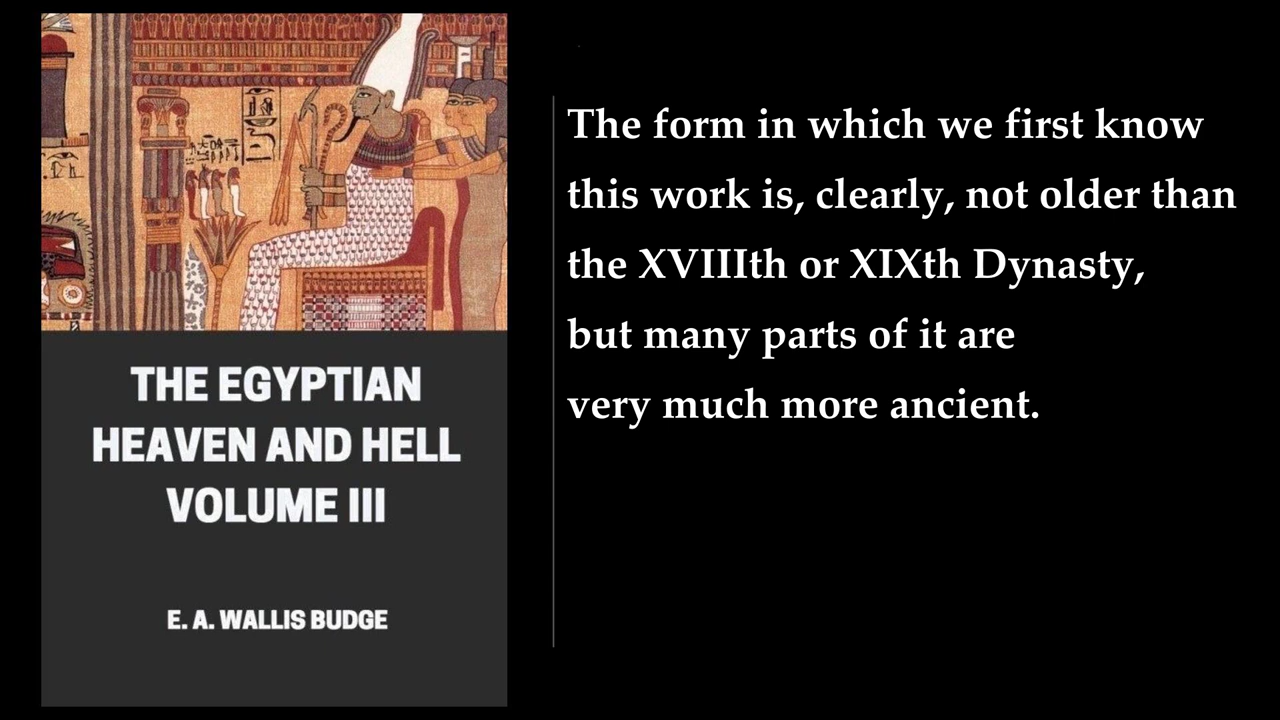 THE EGYPTIAN
HEAVEN AND HELL
VOLUME III
E. A. WALLIS BUDGE
The form in which we first know
this work is, clearly, not older than
the XVIIIth or XIXth Dynasty,
but many parts of it are
very much more ancient.